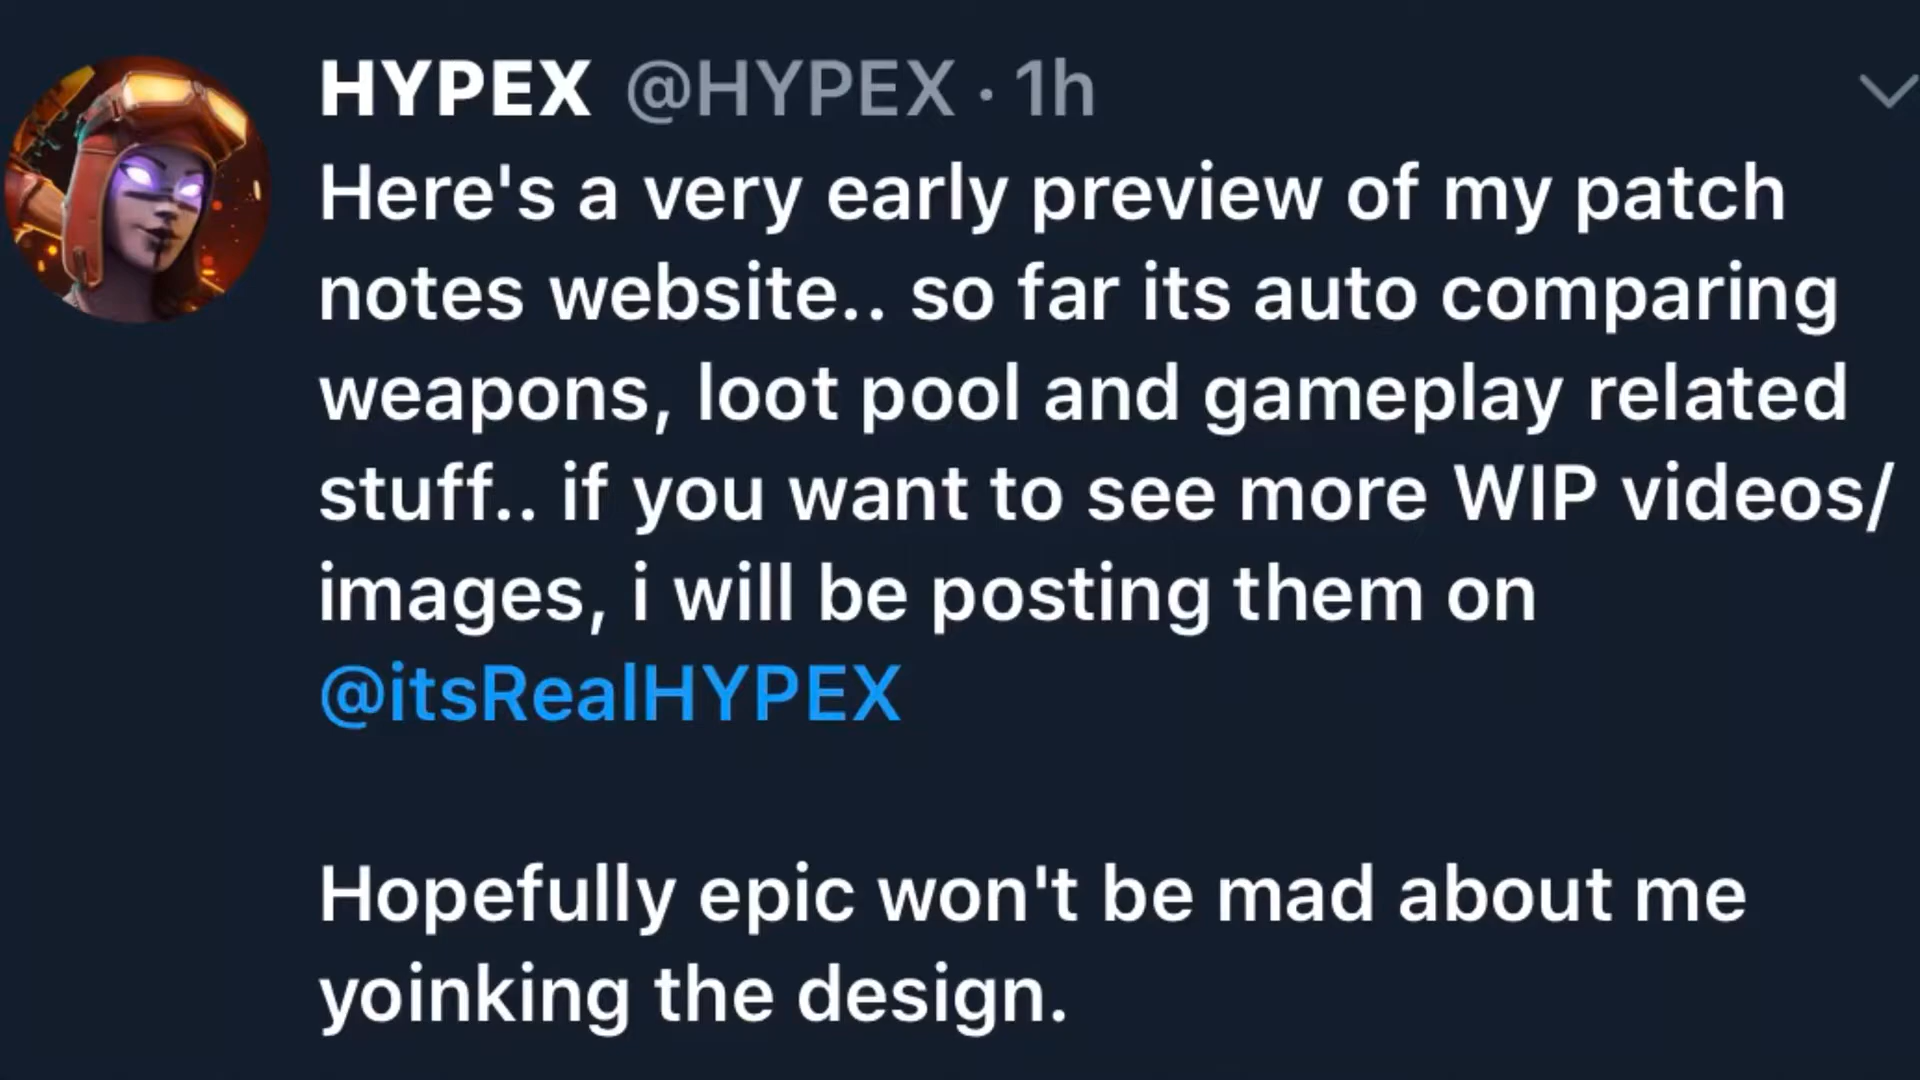 HYPEX @HYPEX · 1h
Here's a very early preview of my patch
notes website.. so far its auto comparing
weapons, loot pool and gameplay related
stuff.. if you want to see more WIP videos/
images, i will be posting them on
@itsRealHYPEX
Hopefully epic won't be mad about me
yoinking the design.